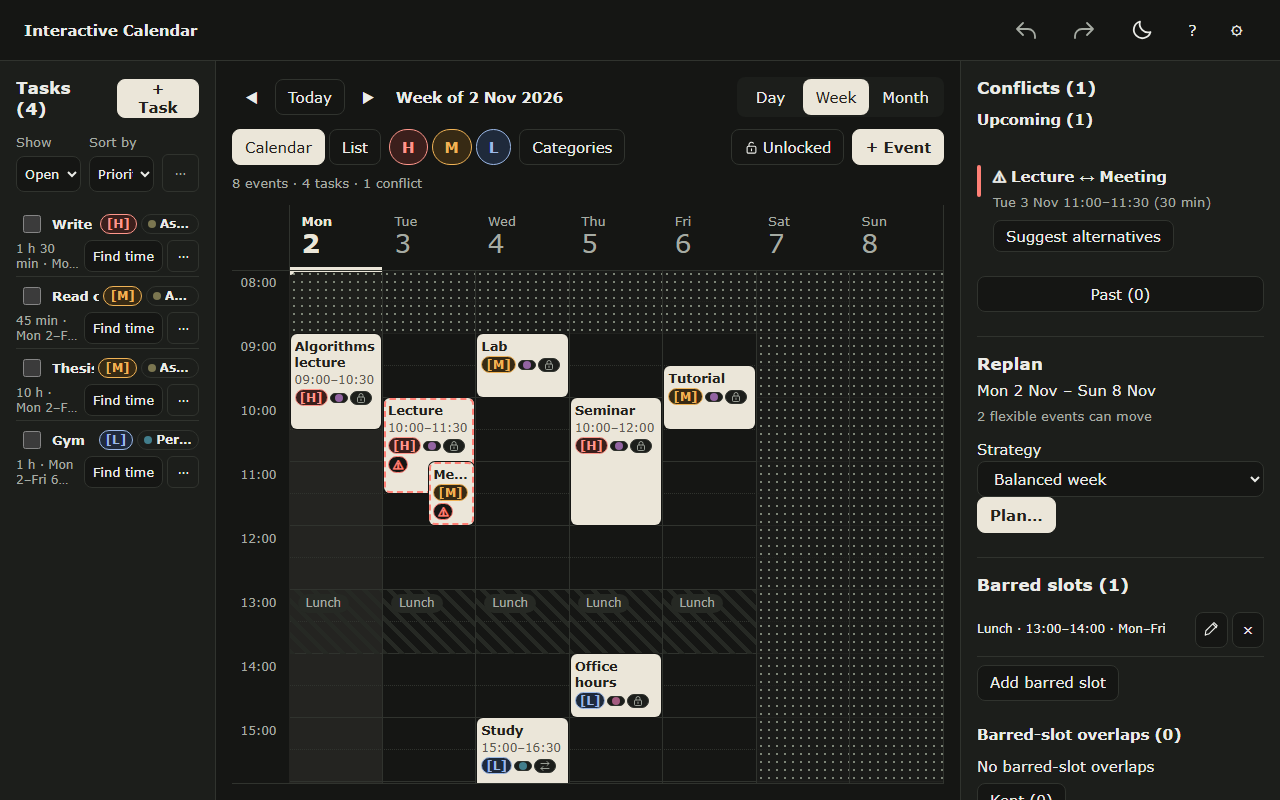 Interactive Calendar
?
Tasks (4)
+ Task
Show
Sort by
Open
Priori
...
Write [H] As...
1 h 30 min · Mo...
Find time
...
Read c [M] A...
45 min · Mon 2–F...
Find time
...
Thesis [M] As...
10 h · Mon 2–F...
Find time
...
Gym [L] Per...
1 h · Mon 2–Fri 6...
Find time
...
◀ Today ▶ Week of 2 Nov 2026
Day Week Month
Calendar List H M L Categories
Unlocked + Event
8 events · 4 tasks · 1 conflict
Mon 2
Tue 3
Wed 4
Thu 5
Fri 6
Sat 7
Sun 8
08:00
09:00
10:00
11:00
12:00
13:00
14:00
15:00
Algorithms lecture
09:00–10:30
[H]
Lecture
10:00–11:30
[H]
Me...
[M]
Lab
[M]
Study
15:00–16:30
[L]
Seminar
10:00–12:00
[H]
Office hours
[L]
Tutorial
[M]
Lunch
Lunch
Lunch
Lunch
Lunch
Conflicts (1)
Upcoming (1)
⚠ Lecture ↔ Meeting
Tue 3 Nov 11:00–11:30 (30 min)
Suggest alternatives
Past (0)
Replan
Mon 2 Nov – Sun 8 Nov
2 flexible events can move
Strategy
Balanced week
Plan...
Barred slots (1)
Lunch · 13:00–14:00 · Mon–Fri
×
Add barred slot
Barred-slot overlaps (0)
No barred-slot overlaps
Kept (0)